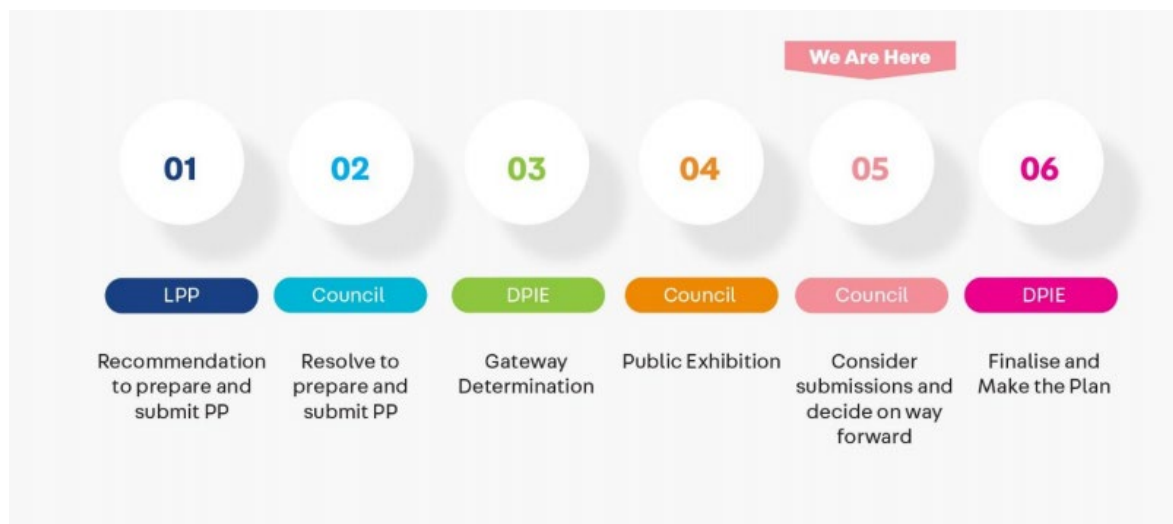 We Are Here
01
02
03
04
05
06
LPP
Council
DPIE
Council
Council
DPIE
Recommendation
to prepare and
submit PP
Resolve to
prepare and
submit PP
Gateway
Determination
Public Exhibition
Consider
submissions and
decide on way
forward
Finalise and
Make the Plan